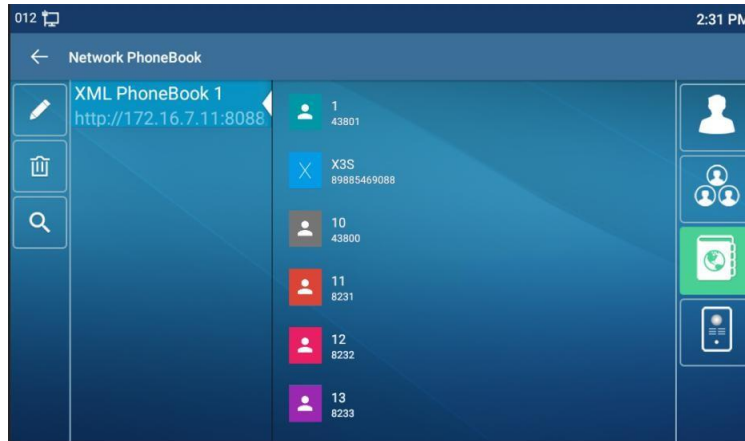 012
2:31 PM
Network PhoneBook
XML PhoneBook 1
http://172.16.7.11:8088
1
43801
X
X3S
89885469088
10
43800
11
8231
12
8232
13
8233